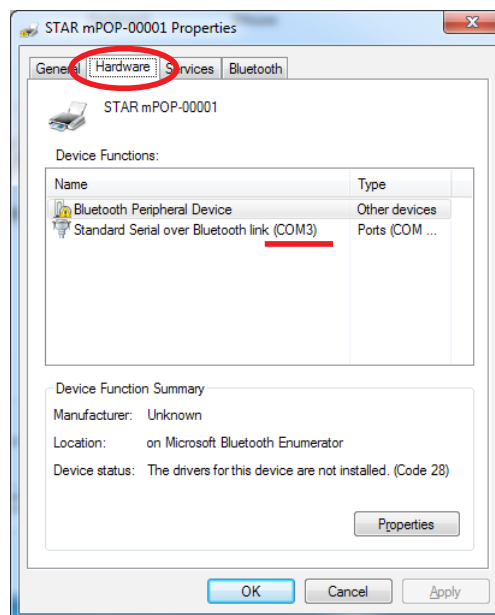 STAR mPOP-00001 Properties
General Hardware Services Bluetooth
STAR mPOP-00001
Device Functions:
Name Type
Bluetooth Peripheral Device Other devices
Standard Serial over Bluetooth link (COM3) Ports (COM ...
Device Function Summary
Manufacturer: Unknown
Location: on Microsoft Bluetooth Enumerator
Device status: The drivers for this device are not installed. (Code 28)
Properties
OK Cancel Apply